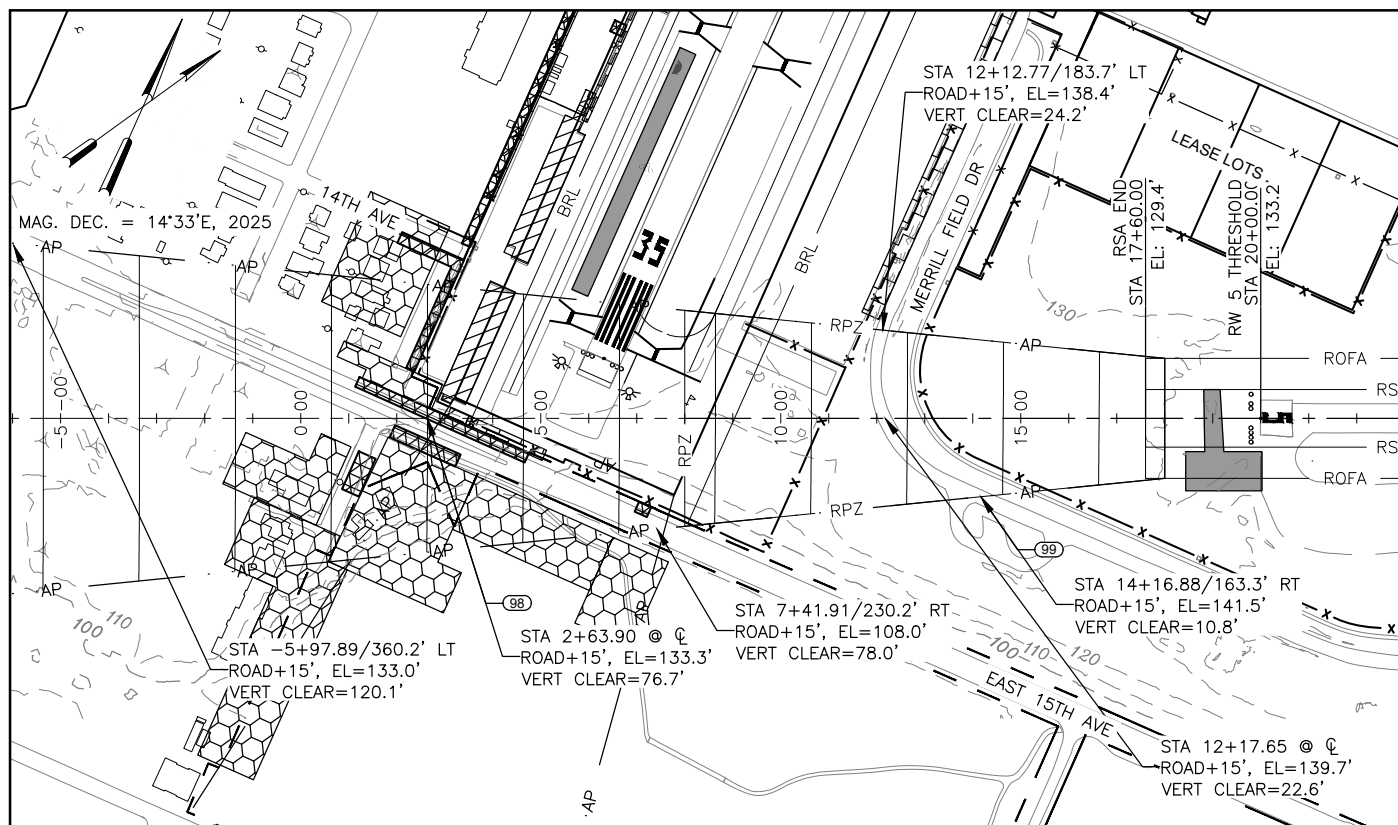 STA 12+12.77/183.7' LT
ROAD+15', EL=138.4'
VERT CLEAR=24.2'
LEASE LOTS
MERRILL FIELD DR
RSA END
STA 17+60.00
EL: 129.4'
RW 5 THRESHOLD
STA 20+00.00
EL: 133.2'
14TH AVE
MAG. DEC. = 14'33'E, 2025
BRL
BRL
35
130
AP
AP
AP
AP
RPZ
AP
ROFA
RS
-5+00
0+00
5+00
10+00
15+00
5
RPZ
AP
RS
ROFA
AP
RPZ
AP
AP
AP
AP
99
98
110
100
STA -5+97.89/360.2' LT
ROAD+15', EL=133.0'
VERT CLEAR=120.1'
STA 2+63.90 @ ℄
ROAD+15', EL=133.3'
VERT CLEAR=76.7'
AP
STA 7+41.91/230.2' RT
ROAD+15', EL=108.0'
VERT CLEAR=78.0'
STA 14+16.88/163.3' RT
ROAD+15', EL=141.5'
VERT CLEAR=10.8'
100
110
120
EAST 15TH AVE
STA 12+17.65 @ ℄
ROAD+15', EL=139.7'
VERT CLEAR=22.6'
AP